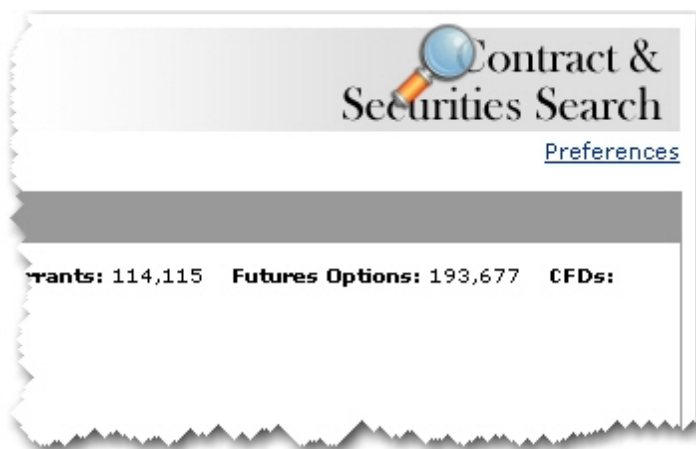 Contract &
Securities Search
Preferences
rrants: 114,115 Futures Options: 193,677 CFDs: